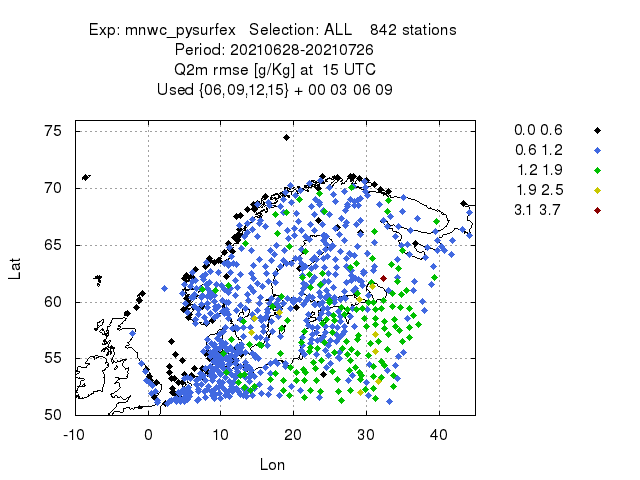 Exp: mnwc_pysurfex   Selection: ALL    842 stations
Period: 20210628-20210726
Q2m rmse [g/Kg] at  15 UTC
Used {06,09,12,15} + 00 03 06 09
0.0 0.6
0.6 1.2
1.2 1.9
1.9 2.5
3.1 3.7
75
70
65
60
55
50
Lat
-10 0 10 20 30 40
Lon